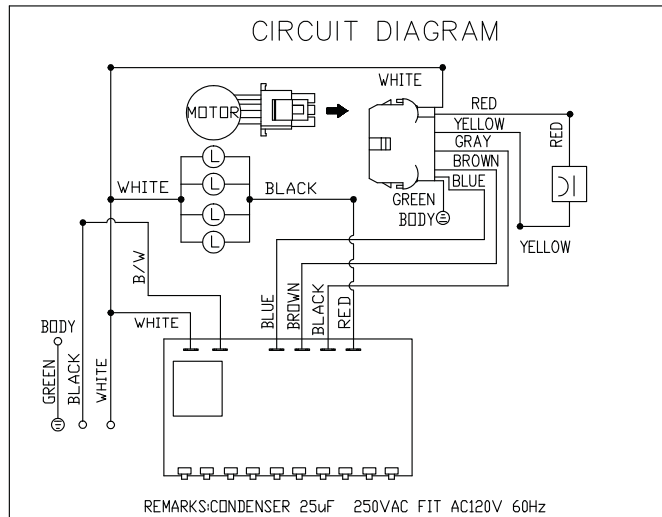 CIRCUIT DIAGRAM
WHITE
MOTOR
RED
YELLOW
GRAY
RED
BROWN
BLUE
L
L
L
L
WHITE
BLACK
GREEN
BODY
YELLOW
B/W
BLUE
BROWN
BLACK
RED
WHITE
BODY
GREEN
BLACK
WHITE
REMARKS:CONDENSER 25uF 250VAC FIT AC120V 60Hz